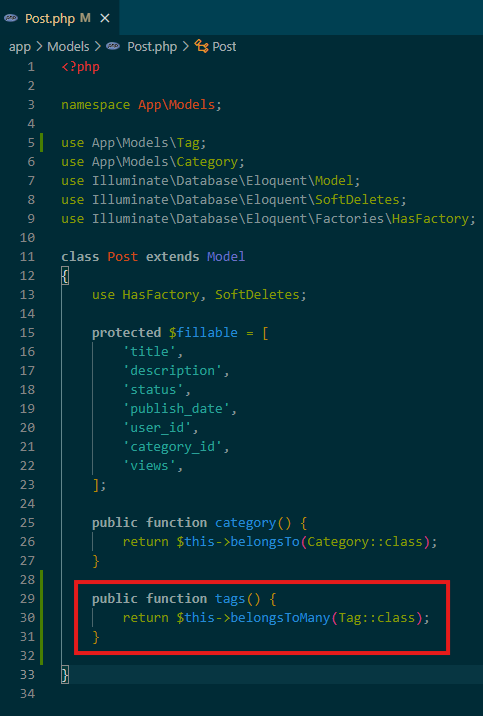 Post.php M ×
app > Models > Post.php > Post
1 <?php
2
3 namespace App\Models;
4
5 use App\Models\Tag;
6 use App\Models\Category;
7 use Illuminate\Database\Eloquent\Model;
8 use Illuminate\Database\Eloquent\SoftDeletes;
9 use Illuminate\Database\Eloquent\Factories\HasFactory;
10
11 class Post extends Model
12 {
13     use HasFactory, SoftDeletes;
14
15     protected $fillable = [
16         'title',
17         'description',
18         'status',
19         'publish_date',
20         'user_id',
21         'category_id',
22         'views',
23     ];
24
25     public function category() {
26         return $this->belongsTo(Category::class);
27     }
28
29     public function tags() {
30         return $this->belongsToMany(Tag::class);
31     }
32
33 }
34